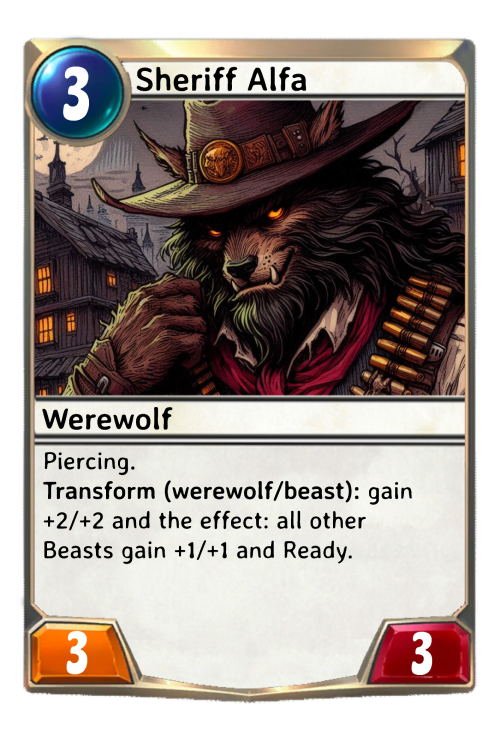 3
Sheriff Alfa
Werewolf
Piercing.
Transform (werewolf/beast): gain
+2/+2 and the effect: all other
Beasts gain +1/+1 and Ready.
3
3